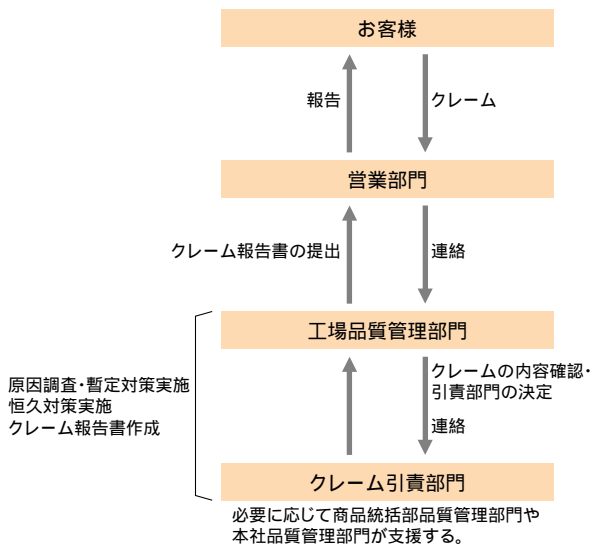 お客様
報告
クレーム
営業部門
クレーム報告書の提出
連絡
工場品質管理部門
原因調査・暫定対策実施
恒久対策実施
クレーム報告書作成
クレームの内容確認・
引責部門の決定
連絡
クレーム引責部門
必要に応じて商品統括部品質管理部門や
本社品質管理部門が支援する。